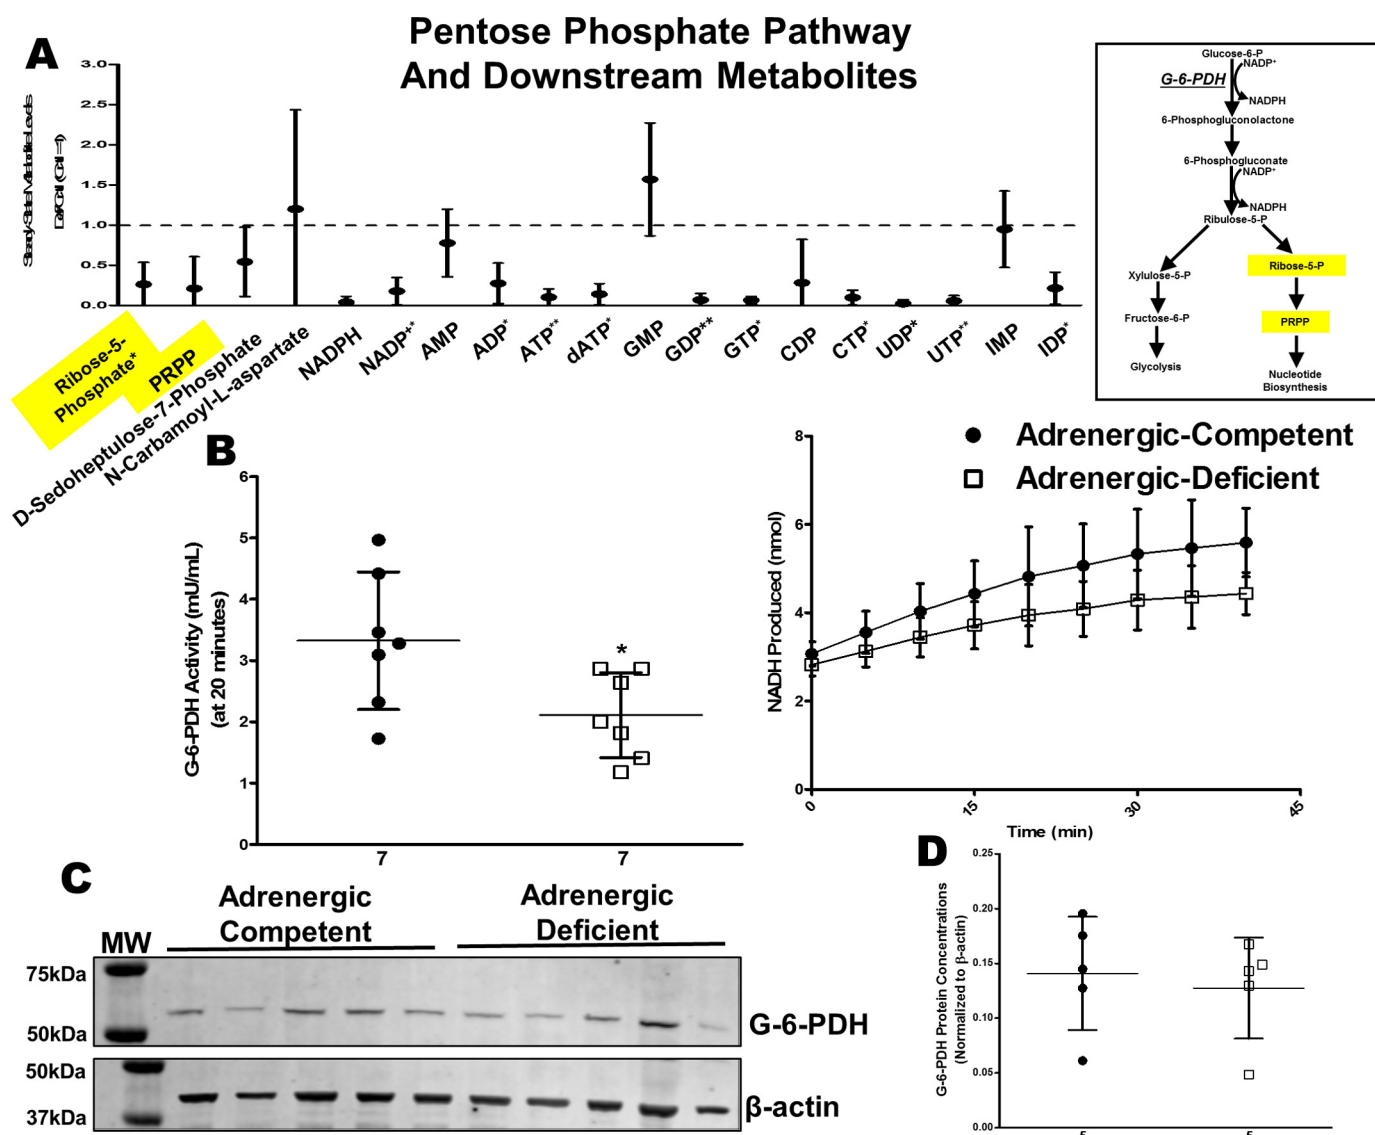 Pentose Phosphate Pathway
And Downstream Metabolites
A
3.0
2.5
2.0
1.5
1.0
0.5
0.0
Ribose-5-
Phosphate*
PRPP
D-Sedoheptulose-7-Phosphate
N-Carbamoyl-L-aspartate
NADPH
NADP+*
AMP
ADP*
ATP**
dATP*
GMP
GDP**
GTP*
CDP
CTP*
UDP*
UTP**
IMP
IDP*
Glucose-6-P
NADP+
G-6-PDH
NADPH
6-Phosphogluconolactone
6-Phosphogluconate
NADP+
NADPH
Ribulose-5-P
Xylulose-5-P
Ribose-5-P
Fructose-6-P
PRPP
Glycolysis
Nucleotide
Biosynthesis
B
G-6-PDH Activity (mU/mL)
(at 20 minutes)
6
5
4
3
2
1
0
*
7
7
Adrenergic-Competent
Adrenergic-Deficient
NADH Produced (nmol)
8
6
4
2
0
0
15
30
45
Time (min)
C
Adrenergic
Competent
Adrenergic
Deficient
MW
75kDa
50kDa
G-6-PDH
50kDa
37kDa
β-actin
D
G-6-PDH Protein Concentrations
(Normalized to β-actin)
0.25
0.20
0.15
0.10
0.05
0.00
5
5